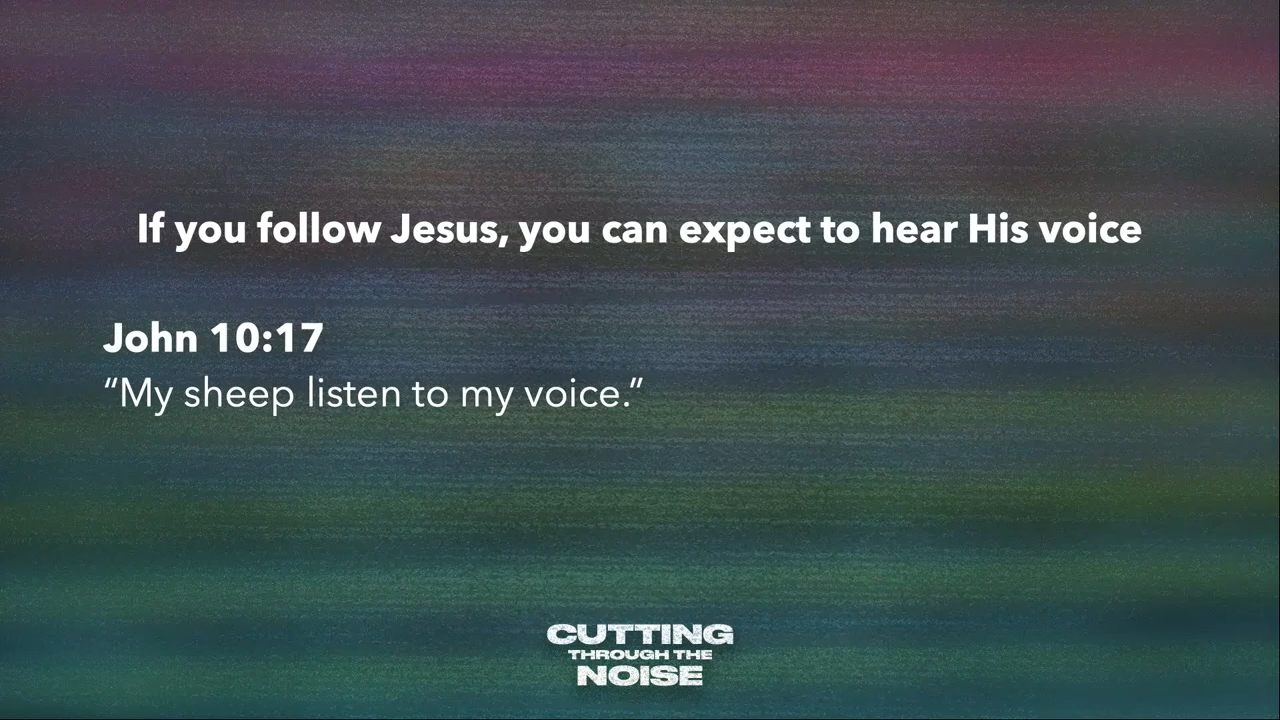 If you follow Jesus, you can expect to hear His voice
John 10:17
“My sheep listen to my voice.”
CUTTING
THROUGH THE
NOISE